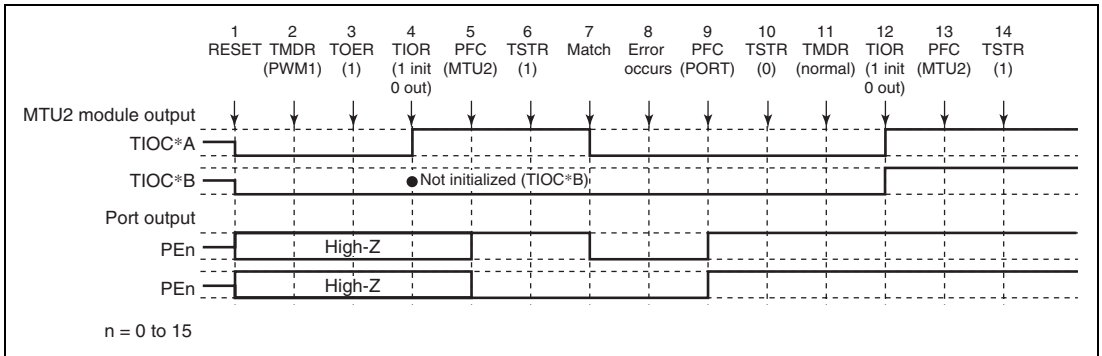 1 2 3 4 5 6 7 8 9 10 11 12 13 14
RESET TMDR TOER TIOR PFC TSTR Match Error PFC TSTR TMDR TIOR PFC TSTR
(PWM1) (1) (1 init (MTU2) (1) occurs (PORT) (0) (normal) (1 init (MTU2) (1)
0 out) 0 out)
MTU2 module output
TIOC*A
TIOC*B
Not initialized (TIOC*B)
Port output
PEn
High-Z
PEn
High-Z
n = 0 to 15